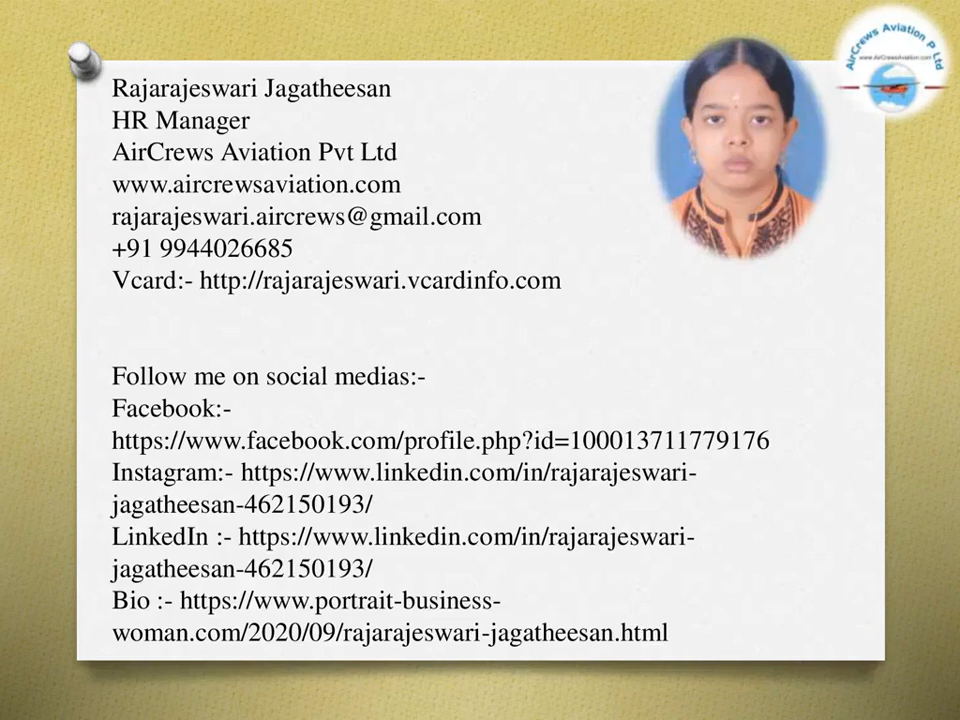 AirCrews Aviation P Ltd
www.AirCrewsAviation.com
Rajarajeswari Jagatheesan
HR Manager
AirCrews Aviation Pvt Ltd
www.aircrewsaviation.com
rajarajeswari.aircrews@gmail.com
+91 9944026685
Vcard:- http://rajarajeswari.vcardinfo.com
Follow me on social medias:-
Facebook:-
https://www.facebook.com/profile.php?id=100013711779176
Instagram:- https://www.linkedin.com/in/rajarajeswari-
jagatheesan-462150193/
LinkedIn :- https://www.linkedin.com/in/rajarajeswari-
jagatheesan-462150193/
Bio :- https://www.portrait-business-
woman.com/2020/09/rajarajeswari-jagatheesan.html